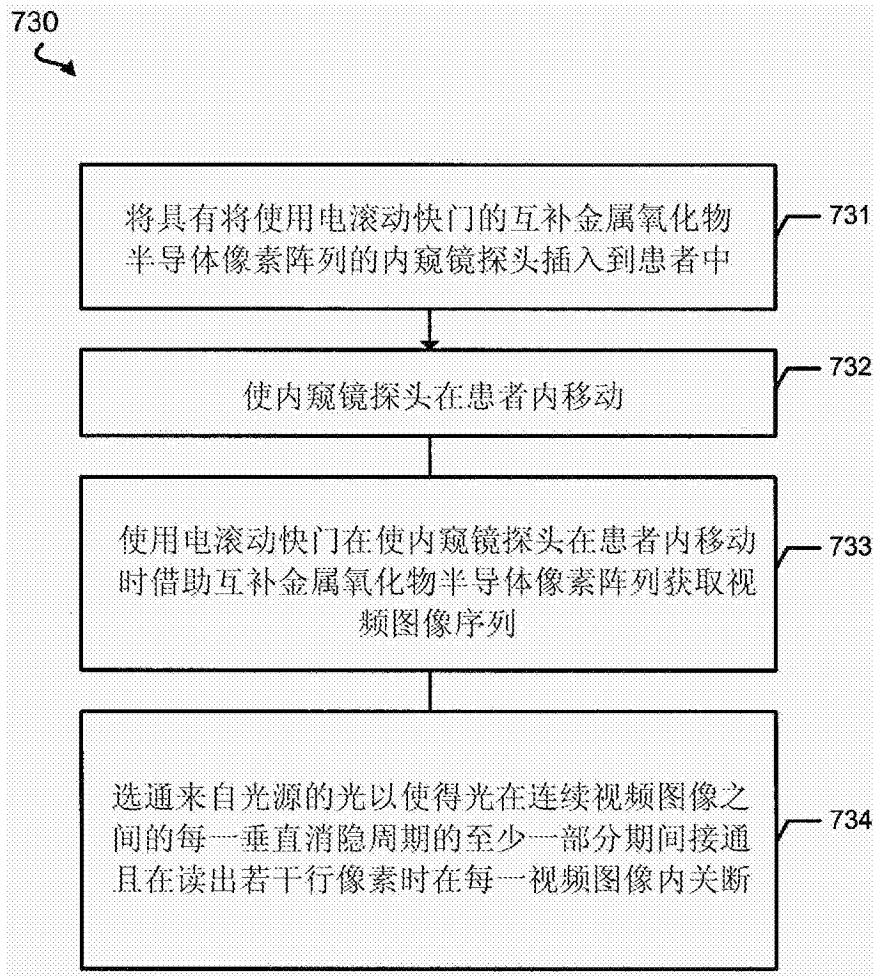 730
将具有将使用电滚动快门的互补金属氧化物
半导体像素阵列的内窥镜探头插入到患者中
731
使内窥镜探头在患者内移动
732
使用电滚动快门在使内窥镜探头在患者内移动
时借助互补金属氧化物半导体像素阵列获取视
频图像序列
733
选通来自光源的光以使得光在连续视频图像之
间的每一垂直消隐周期的至少一部分期间接通
且在读出若干行像素时在每一视频图像内关断
734